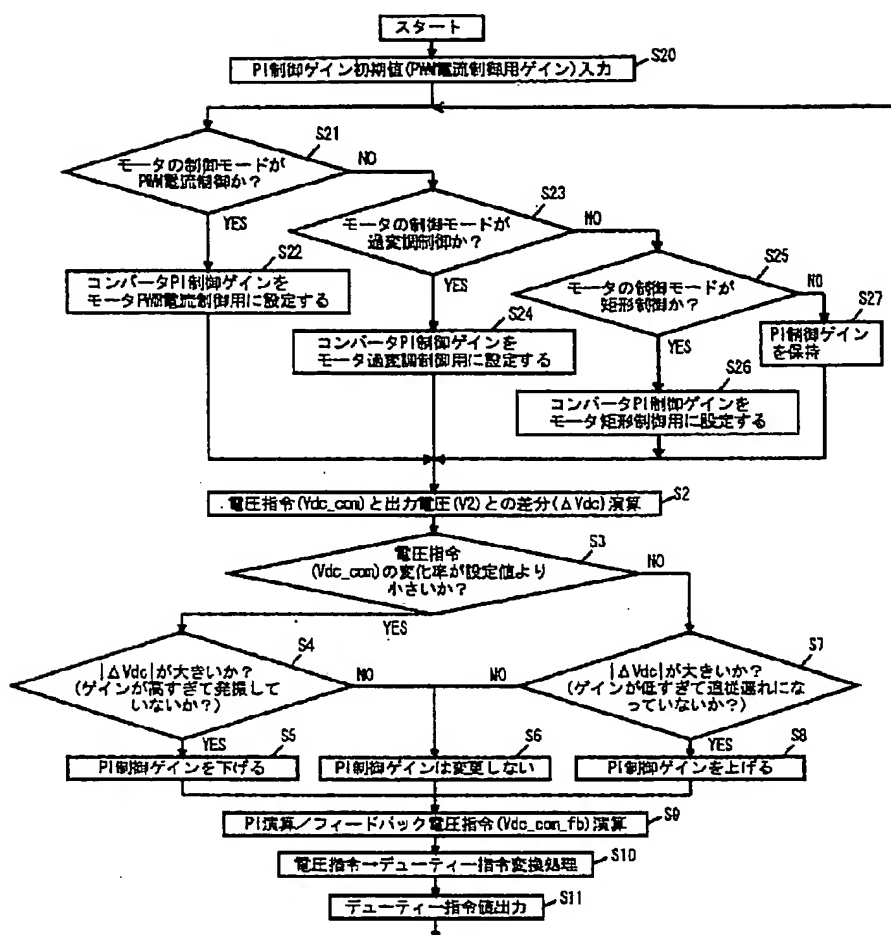 スタート
S20
PI制御ゲイン初期値(PWM電流制御用ゲイン)入力
S21
モータの制御モードが
PWM電流制御か?
NO
YES
S22
コンバータPI制御ゲインを
モータPWM電流制御用に設定する
S23
モータの制御モードが
過変調制御か?
NO
YES
S24
コンバータPI制御ゲインを
モータ過変調制御用に設定する
S25
モータの制御モードが
矩形制御か?
NO
YES
S27
PI制御ゲイン
を保持
S26
コンバータPI制御ゲインを
モータ矩形制御用に設定する
S2
電圧指令(Vdc_com)と出力電圧(V2)との差分(ΔVdc)演算
S3
電圧指令
(Vdc_com)の変化率が設定値より
小さいか?
NO
YES
S4
|ΔVdc|が大きいか?
(ゲインが高すぎて発振して
いないか?)
NO
YES
S7
|ΔVdc|が大きいか?
(ゲインが低すぎて追従遅れにな
っていないか?)
NO
YES
S5
PI制御ゲインを下げる
S6
PI制御ゲインは変更しない
S8
PI制御ゲインを上げる
S9
PI演算/フィードバック電圧指令(Vdc_com_fb)演算
S10
電圧指令→デューティー指令変換処理
S11
デューティー指令値出力